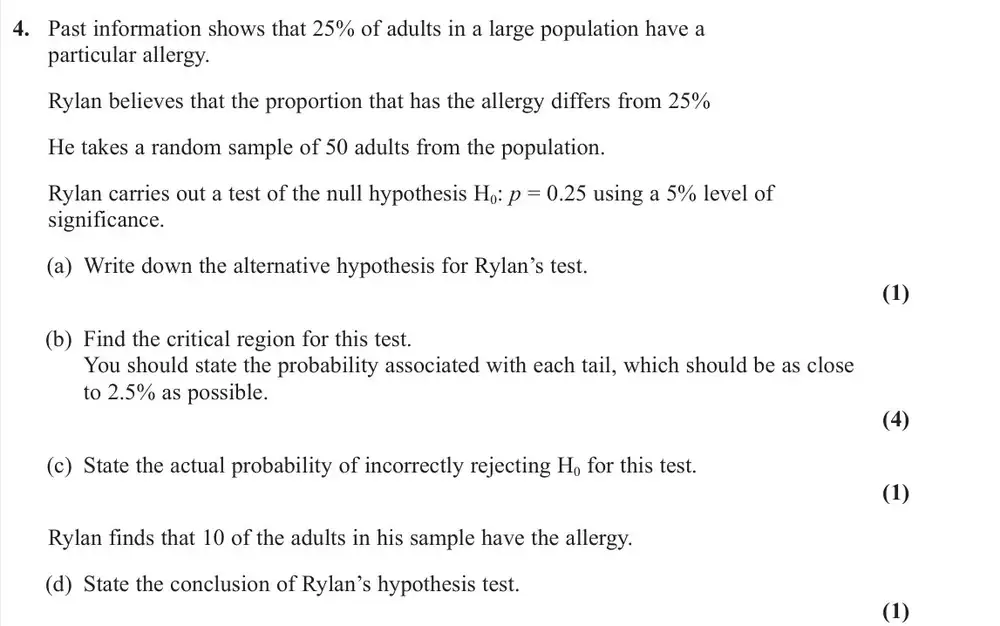 4. Past information shows that 25% of adults in a large population have a
particular allergy.
Rylan believes that the proportion that has the allergy differs from 25%
He takes a random sample of 50 adults from the population.
Rylan carries out a test of the null hypothesis H₀: p = 0.25 using a 5% level of
significance.
(a) Write down the alternative hypothesis for Rylan’s test.
(1)
(b) Find the critical region for this test.
You should state the probability associated with each tail, which should be as close
to 2.5% as possible.
(4)
(c) State the actual probability of incorrectly rejecting H₀ for this test.
(1)
Rylan finds that 10 of the adults in his sample have the allergy.
(d) State the conclusion of Rylan’s hypothesis test.
(1)